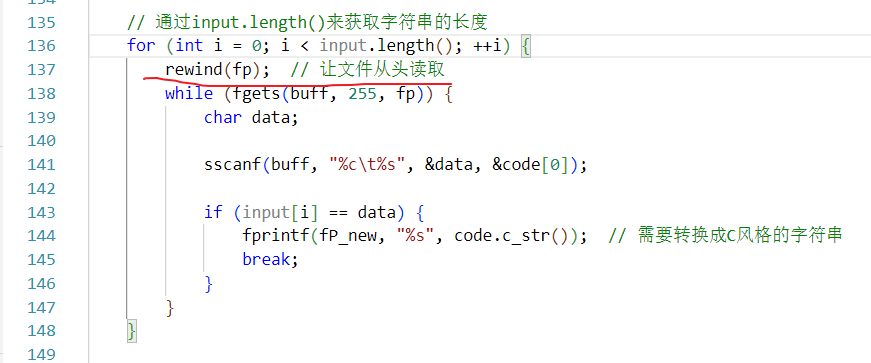 135 // 通过input.length()来获取字符串的长度
136 for (int i = 0; i < input.length(); ++i) {
137 rewind(fp); // 让文件从头读取
138 while (fgets(buff, 255, fp)) {
139 char data;
140
141 sscanf(buff, "%c\t%s", &data, &code[0]);
142
143 if (input[i] == data) {
144 fprintf(fP_new, "%s", code.c_str()); // 需要转换成C风格的字符串
145 break;
146 }
147 }
148 }
149